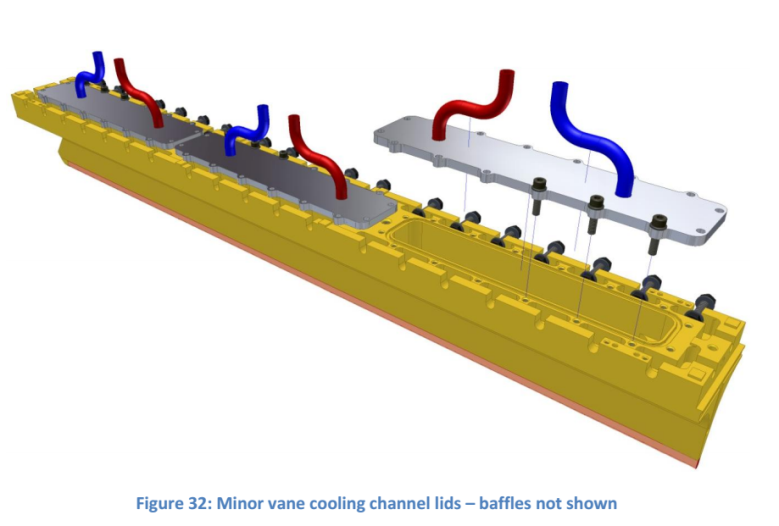 Figure 32: Minor vane cooling channel lids – baffles not shown